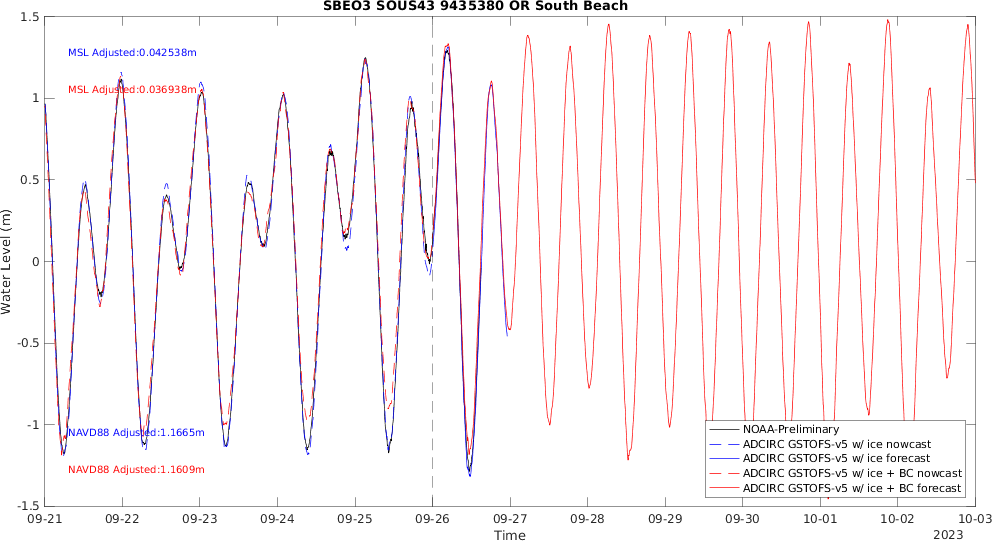 SBEO3 SOUS43 9435380 OR South Beach
1.5
1
0.5
0
-0.5
-1
-1.5
Water Level (m)
MSL Adjusted:0.042538m
MSL Adjusted:0.036938m
NAVD88 Adjusted:1.1665m
NAVD88 Adjusted:1.1609m
NOAA-Preliminary
ADCIRC GSTOFS-v5 w/ ice nowcast
ADCIRC GSTOFS-v5 w/ ice forecast
ADCIRC GSTOFS-v5 w/ ice + BC nowcast
ADCIRC GSTOFS-v5 w/ ice + BC forecast
09-21 09-22 09-23 09-24 09-25 09-26 09-27 09-28 09-29 09-30 10-01 10-02 10-03
Time
2023